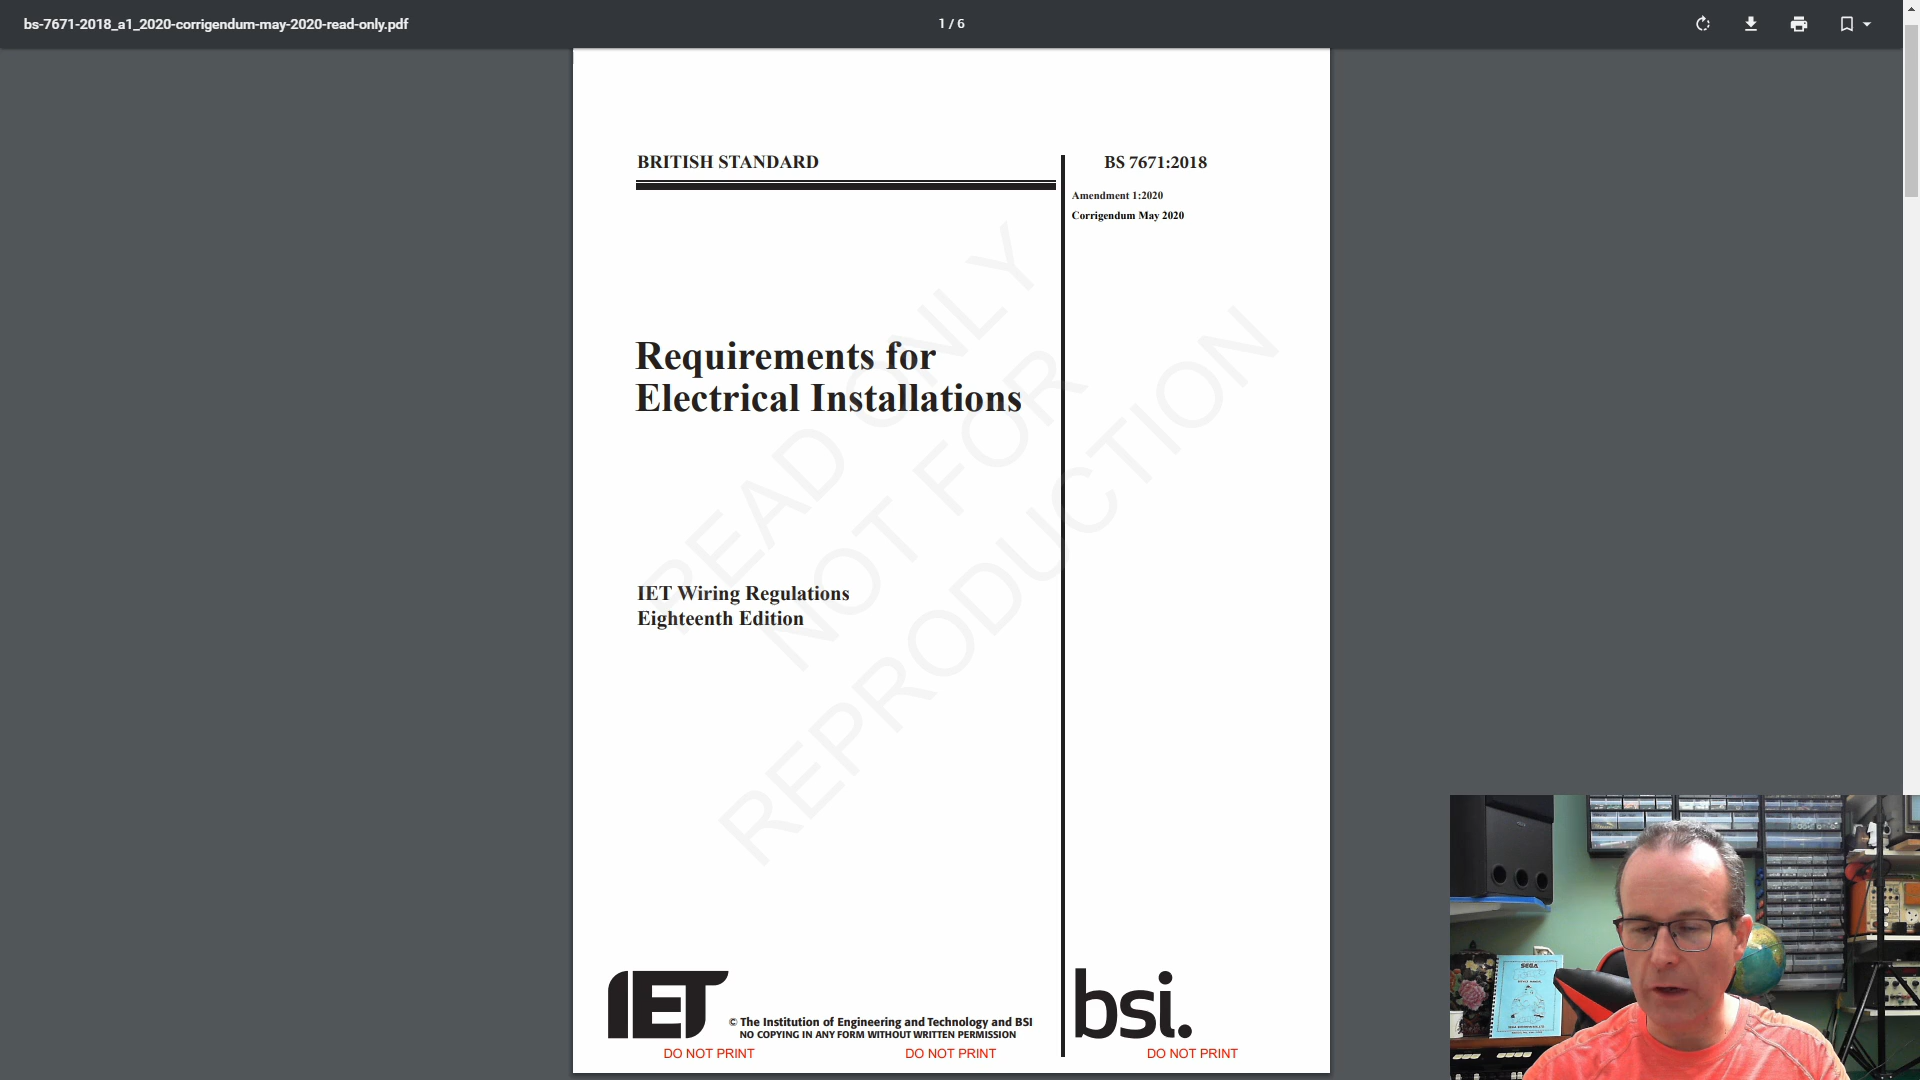 bs-7671-2018_a1_2020-corrigendum-may-2020-read-only.pdf
1 / 6
BRITISH STANDARD
BS 7671:2018
Amendment 1:2020
Corrigendum May 2020
READ ONLY
NOT FOR
REPRODUCTION
Requirements for
Electrical Installations
IET Wiring Regulations
Eighteenth Edition
IET
© The Institution of Engineering and Technology and BSI
NO COPYING IN ANY FORM WITHOUT WRITTEN PERMISSION
bsi.
DO NOT PRINT
DO NOT PRINT
DO NOT PRINT
SEGA